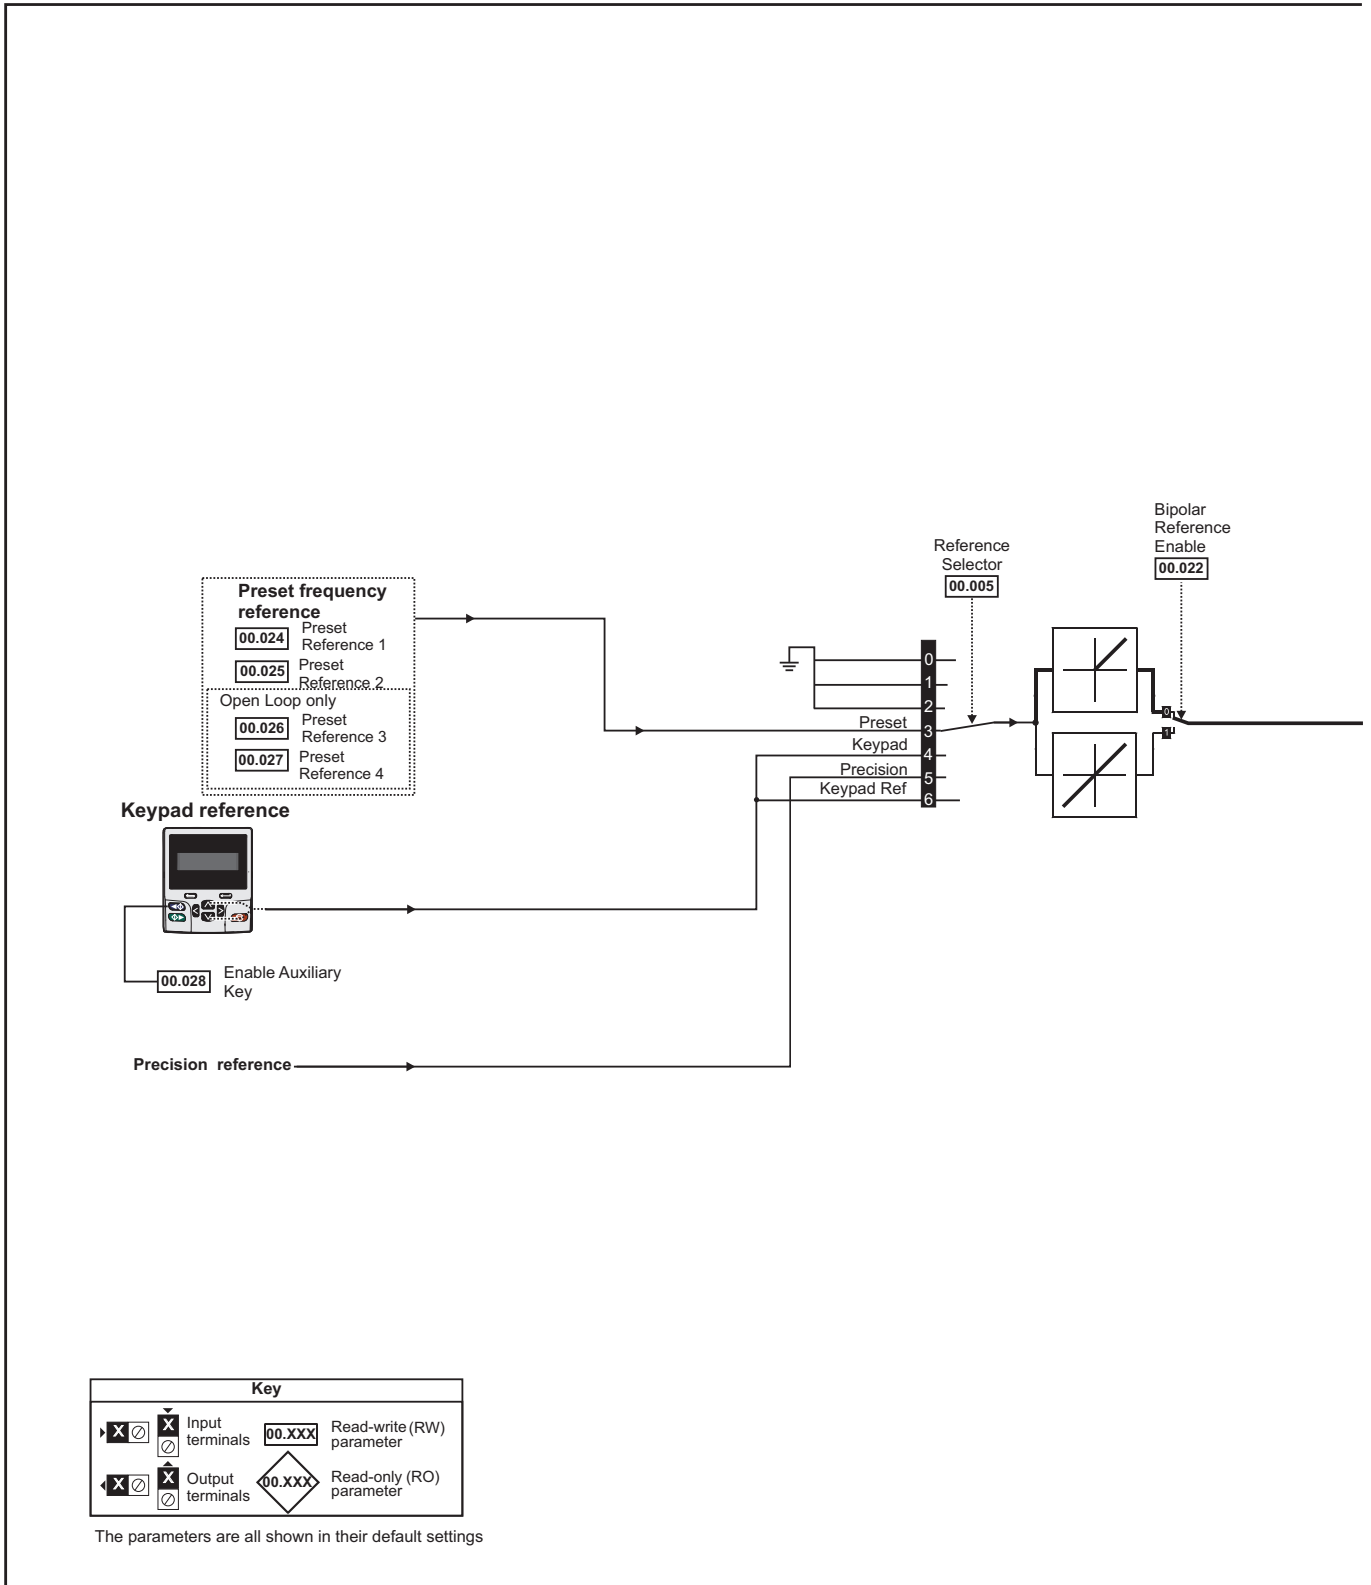 Bipolar
Reference
Enable
00.022
Reference
Selector
00.005
Preset frequency
reference
00.024
Preset
Reference 1
00.025
Preset
Reference 2
Open Loop only
00.026
Preset
Reference 3
00.027
Preset
Reference 4
0
1
2
Preset
3
Keypad
4
Precision
5
Keypad Ref
6
0
1
Keypad reference
00.028
Enable Auxiliary
Key
Precision reference
Key
X
X
Input
terminals
00.XXX
Read-write (RW)
parameter
X
X
Output
terminals
00.XXX
Read-only (RO)
parameter
The parameters are all shown in their default settings